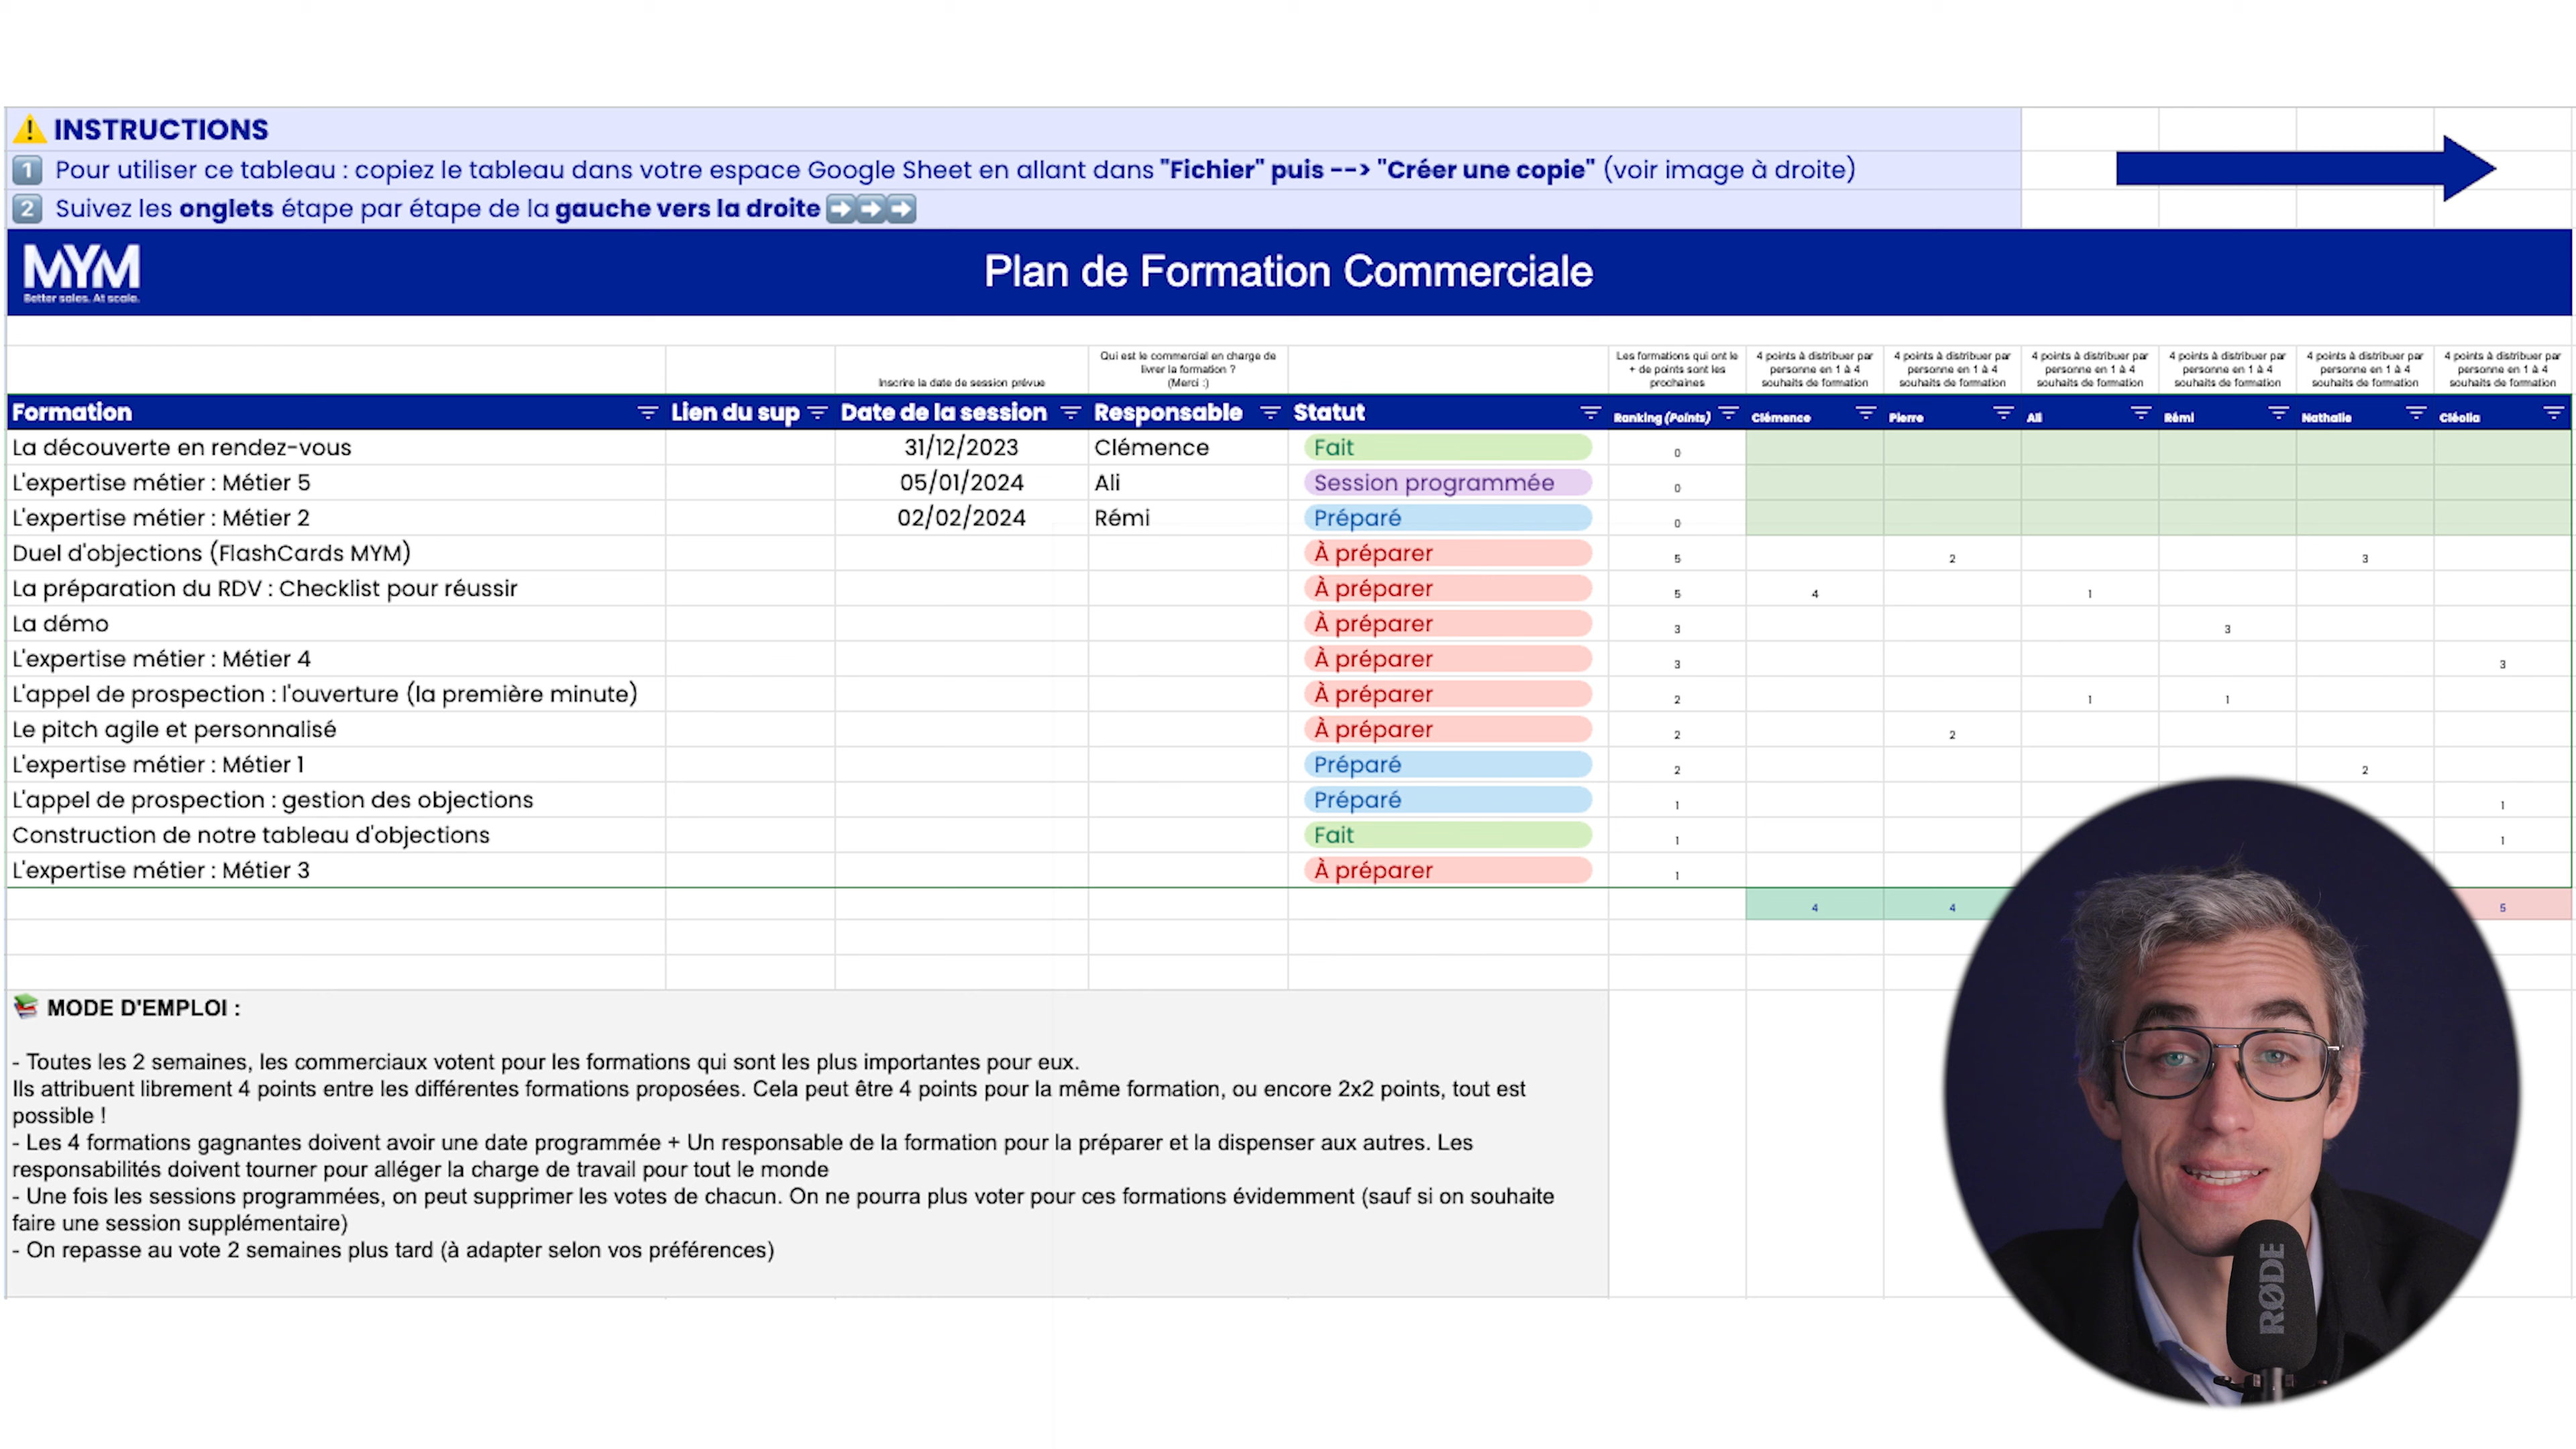 ⚠️ INSTRUCTIONS
1 Pour utiliser ce tableau : copiez le tableau dans votre espace Google Sheet en allant dans "Fichier" puis --> "Créer une copie" (voir image à droite)
2 Suivez les onglets étape par étape de la gauche vers la droite ➡️➡️➡️
MYM
Better sales. At scale.
Plan de Formation Commerciale
Inscrire la date de session prévue
Qui est le commercial en charge de livrer la formation ? (Merci :)
Les formations qui ont le + de points sont les prochaines
4 points à distribuer par personne en 1 à 4 souhaits de formation
4 points à distribuer par personne en 1 à 4 souhaits de formation
4 points à distribuer par personne en 1 à 4 souhaits de formation
4 points à distribuer par personne en 1 à 4 souhaits de formation
4 points à distribuer par personne en 1 à 4 souhaits de formation
4 points à distribuer par personne en 1 à 4 souhaits de formation
Formation Lien du sup Date de la session Responsable Statut Ranking (Points) Clémence Pierre Ali Rémi Nathalie Cléolia
La découverte en rendez-vous 31/12/2023 Clémence Fait 0
L'expertise métier : Métier 5 05/01/2024 Ali Session programmée 0
L'expertise métier : Métier 2 02/02/2024 Rémi Préparé 0
Duel d'objections (FlashCards MYM) À préparer 5 2 3
La préparation du RDV : Checklist pour réussir À préparer 5 4 1
La démo À préparer 3 3
L'expertise métier : Métier 4 À préparer 3 3
L'appel de prospection : l'ouverture (la première minute) À préparer 2 1 1
Le pitch agile et personnalisé À préparer 2 2
L'expertise métier : Métier 1 Préparé 2 2
L'appel de prospection : gestion des objections Préparé 1 1
Construction de notre tableau d'objections Fait 1 1
L'expertise métier : Métier 3 À préparer 1
4 4 5
📚 MODE D'EMPLOI :
- Toutes les 2 semaines, les commerciaux votent pour les formations qui sont les plus importantes pour eux.
Ils attribuent librement 4 points entre les différentes formations proposées. Cela peut être 4 points pour la même formation, ou encore 2x2 points, tout est
possible !
- Les 4 formations gagnantes doivent avoir une date programmée + Un responsable de la formation pour la préparer et la dispenser aux autres. Les
responsabilités doivent tourner pour alléger la charge de travail pour tout le monde
- Une fois les sessions programmées, on peut supprimer les votes de chacun. On ne pourra plus voter pour ces formations évidemment (sauf si on souhaite
faire une session supplémentaire)
- On repasse au vote 2 semaines plus tard (à adapter selon vos préférences)
RØDE